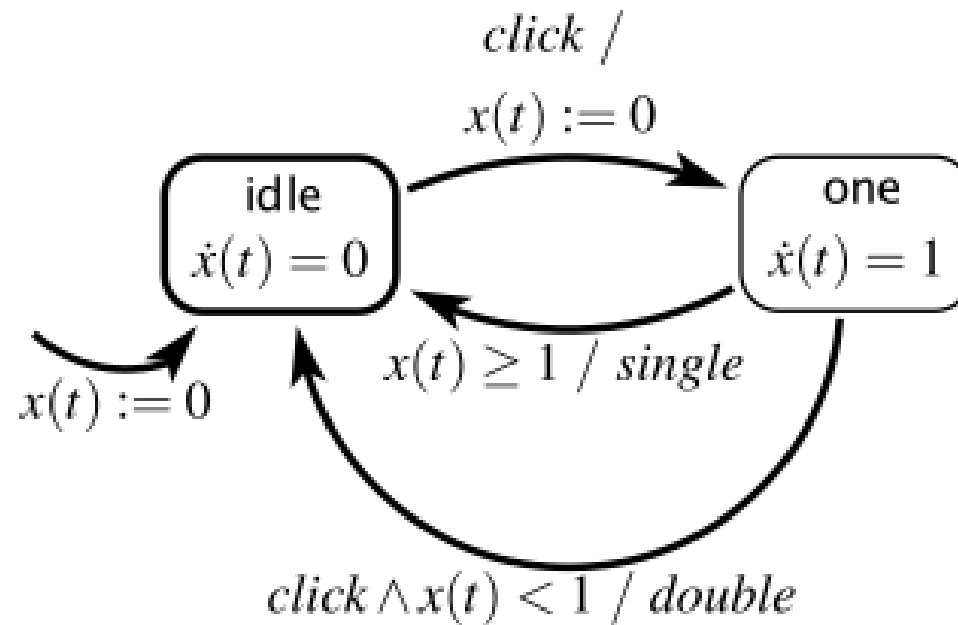 click /
x(t) := 0
idle
ẋ(t) = 0
one
ẋ(t) = 1
x(t) ≥ 1 / single
x(t) := 0
click ∧ x(t) < 1 / double